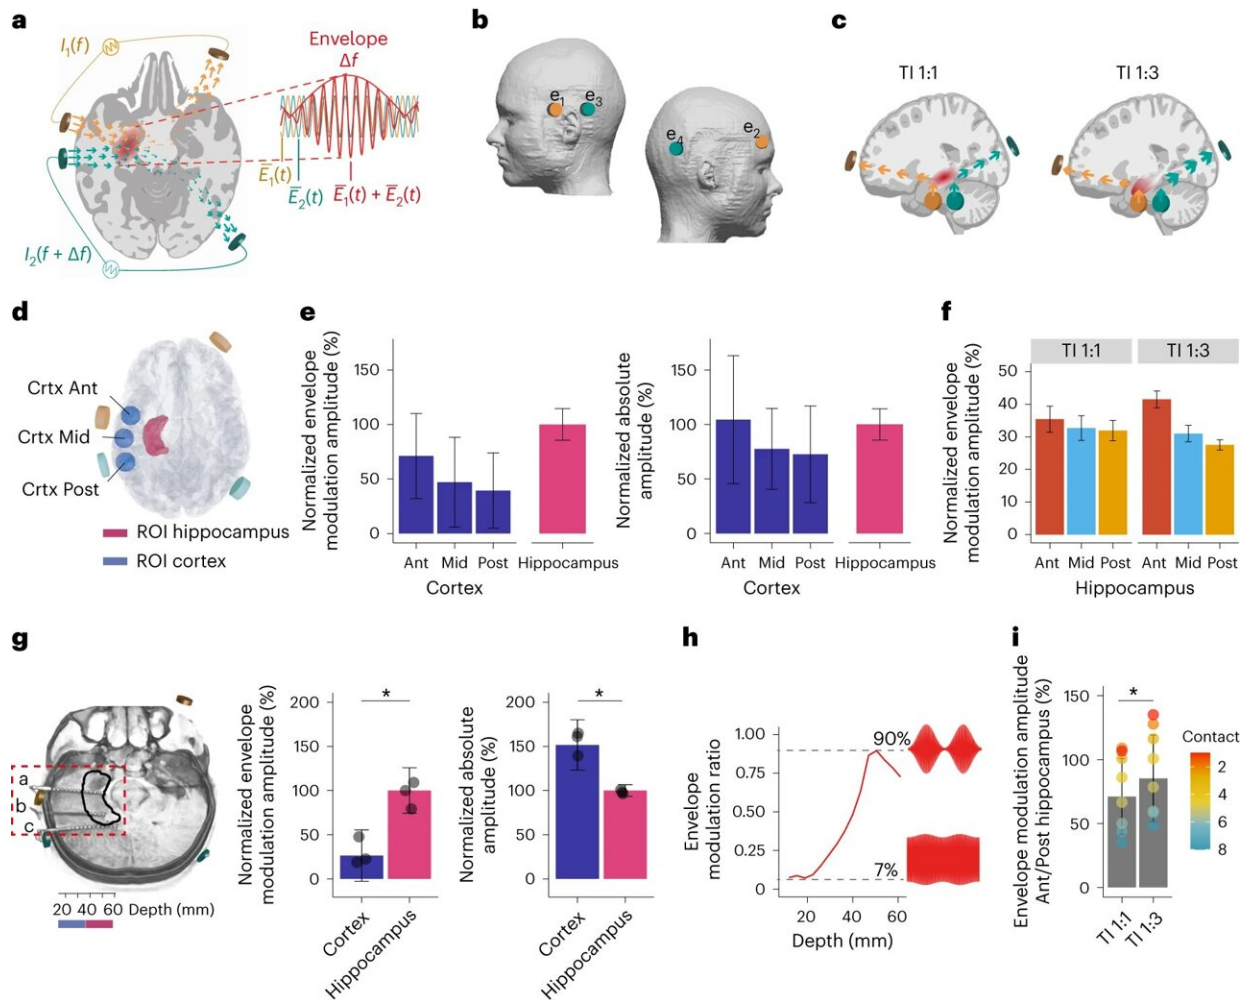 a
I₁(f)
Envelope
Δf
E̅₁(t)
E̅₂(t)
E̅₁(t) + E̅₂(t)
I₂(f + Δf)
b
e₁
e₃
e₄
e₂
c
TI 1:1
TI 1:3
d
Crtx Ant
Crtx Mid
Crtx Post
ROI hippocampus
ROI cortex
e
Normalized envelope
modulation amplitude (%)
150
100
50
0
Ant
Mid
Post
Hippocampus
Cortex
Normalized absolute
amplitude (%)
150
100
50
0
Ant
Mid
Post
Hippocampus
Cortex
f
Normalized envelope
modulation amplitude (%)
TI 1:1
TI 1:3
50
40
30
20
10
0
Ant
Mid
Post
Ant
Mid
Post
Hippocampus
g
a
b
c
20 40 60 Depth (mm)
Normalized envelope
modulation amplitude (%)
200
150
100
50
0
*
Cortex
Hippocampus
Normalized absolute
amplitude (%)
200
150
100
50
0
*
Cortex
Hippocampus
h
Envelope
modulation ratio
1.00
0.75
0.50
0.25
0
90%
7%
20
40
60
Depth (mm)
i
Envelope modulation amplitude
Ant/Post hippocampus (%)
150
100
50
0
*
TI 1:1
TI 1:3
Contact
2
4
6
8